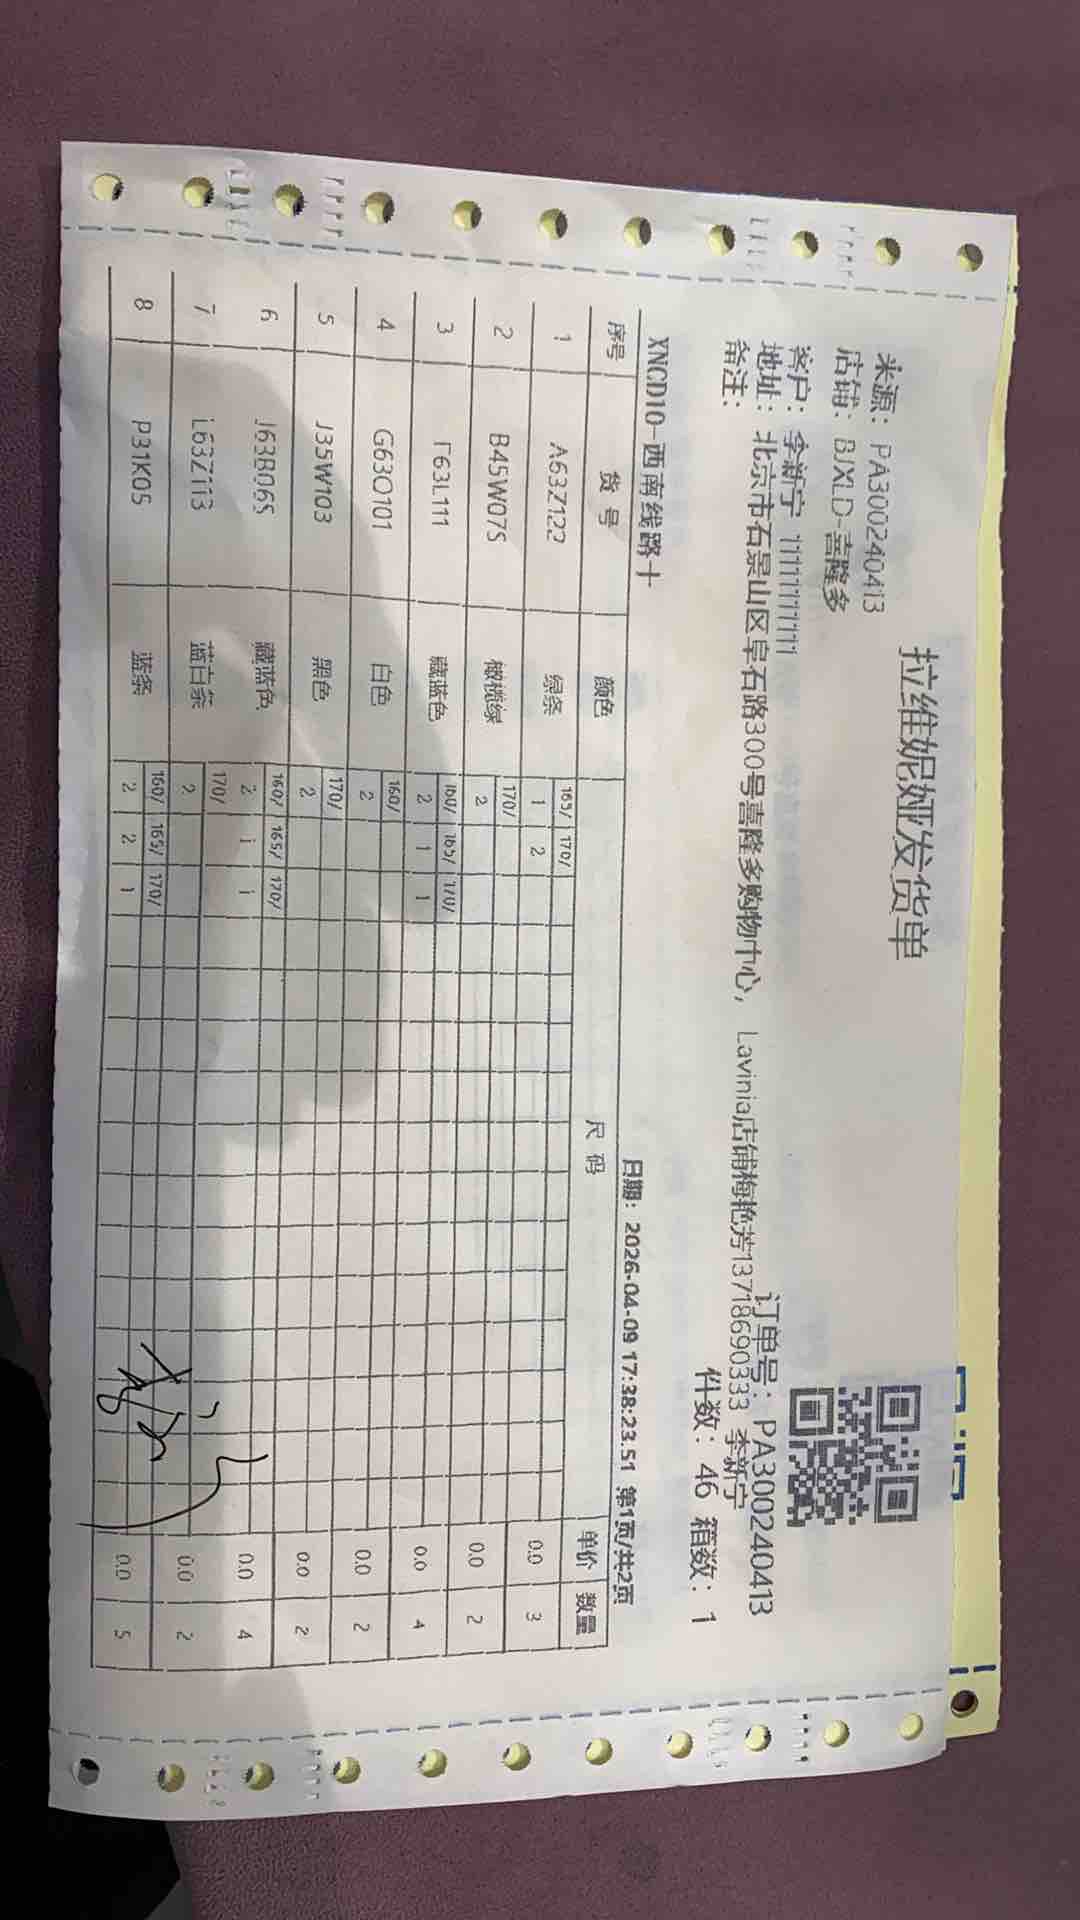 拉维妮娅发货单
来源：PA300240413
店铺：BJXLD-喜隆多
订单号：PA300240413
客户：李新宁 1111111111
地址：北京市石景山区阜石路300号喜隆多购物中心，Lavinia店铺梅艳芳13718690333 李新宁
备注：
件数：46 箱数：1
XNCD10-西南线路十
日期：2026-04-09 17:38:23.51 第1页/共2页
序号 货号 颜色 尺码 单价 数量
165/ 170/
1 A63Z122 绿条 1 2 0.0 3
170/
2 B45W07S 橄榄绿 2 0.0 2
160/ 165/ 170/
3 F63L111 藏蓝色 2 1 1 0.0 4
160/
4 G63O101 白色 2 0.0 2
170/
5 J35W103 黑色 2 0.0 2
160/ 165/ 170/
6 J63B06S 藏蓝色 2 1 1 0.0 4
170/
7 L63Z113 蓝白条 2 0.0 2
160/ 165/ 170/
8 P31K05 蓝条 2 2 1 0.0 5